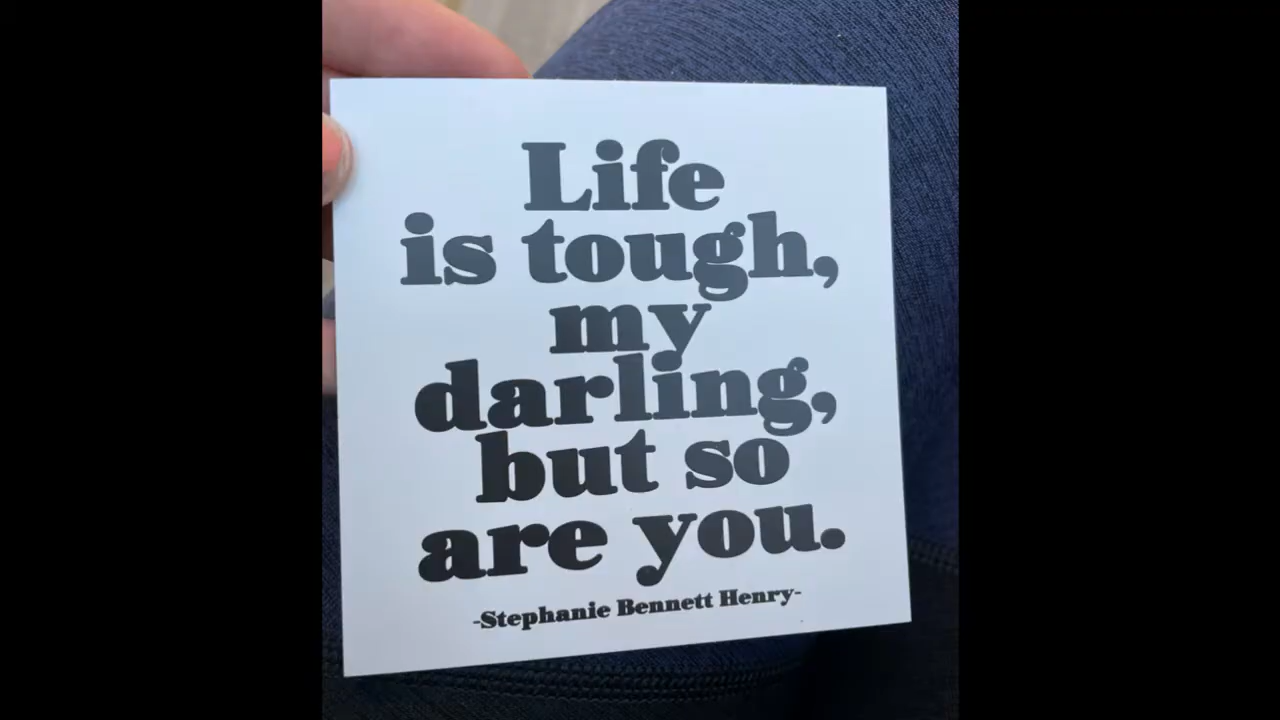 Life
is tough,
my
darling,
but so
are you.
-Stephanie Bennett Henry-